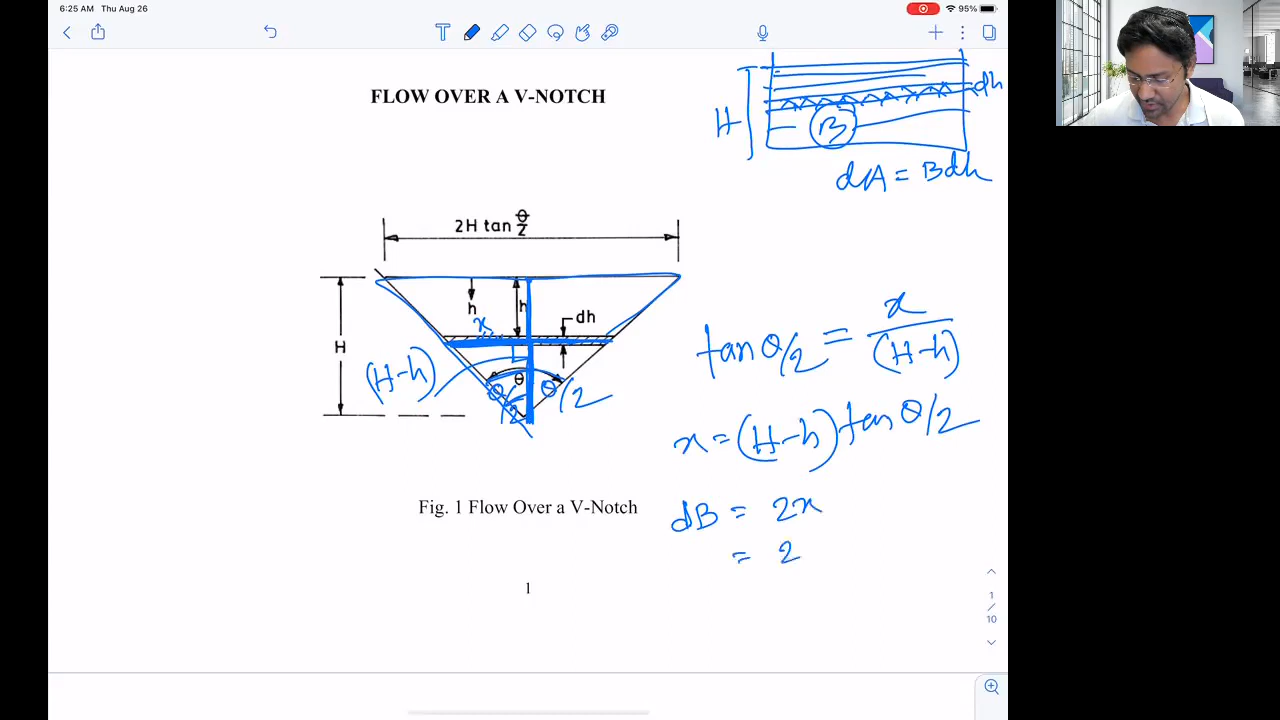 6:25 AM Thu Aug 26
95%
T
FLOW OVER A V-NOTCH
dh
H
B
dA = Bdh
2H tan θ/2
h
h
dh
x
H
(H-h)
θ
θ/2
θ/2
tan θ/2 = x/(H-h)
x = (H-h) tan θ/2
dB = 2x
= 2
Fig. 1 Flow Over a V-Notch
1
1
/
10